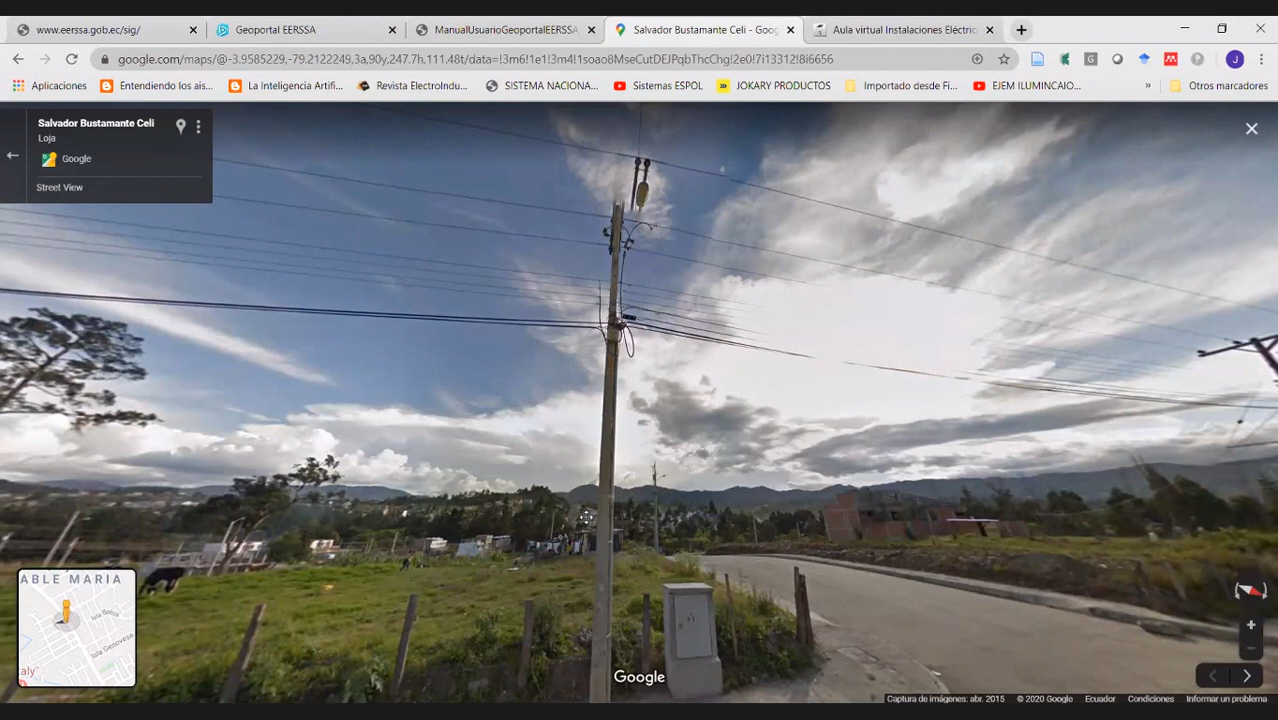 www.eerssa.gob.ec/sig/
Geoportal EERSSA
ManualUsuarioGeoportalEERSSA
Salvador Bustamante Celi - Goog
Aula virtual Instalaciones Eléctric
google.com/maps/@-3.9585229,-79.212229,3a,90y,247.7h,111.48t/data=!3m6!1e1!3m4!1soao8MseCutDEJPqbThcChg!2e0!7i13312!8i6656
Aplicaciones
Entendiendo los ais...
La Inteligencia Artifi...
Revista ElectroIndu...
SISTEMA NACIONA...
Sistemas ESPOL
JOKARY PRODUCTOS
Importado desde Fi...
EJEM ILUMINCAIO...
Otros marcadores
Salvador Bustamante Celi
Loja
Google
Street View
ABLE MARIA
Isla Botra
Isla Genovesa
aly"
Google
Captura de imágenes: abr. 2015
© 2020 Google
Ecuador
Condiciones
Informar un problema